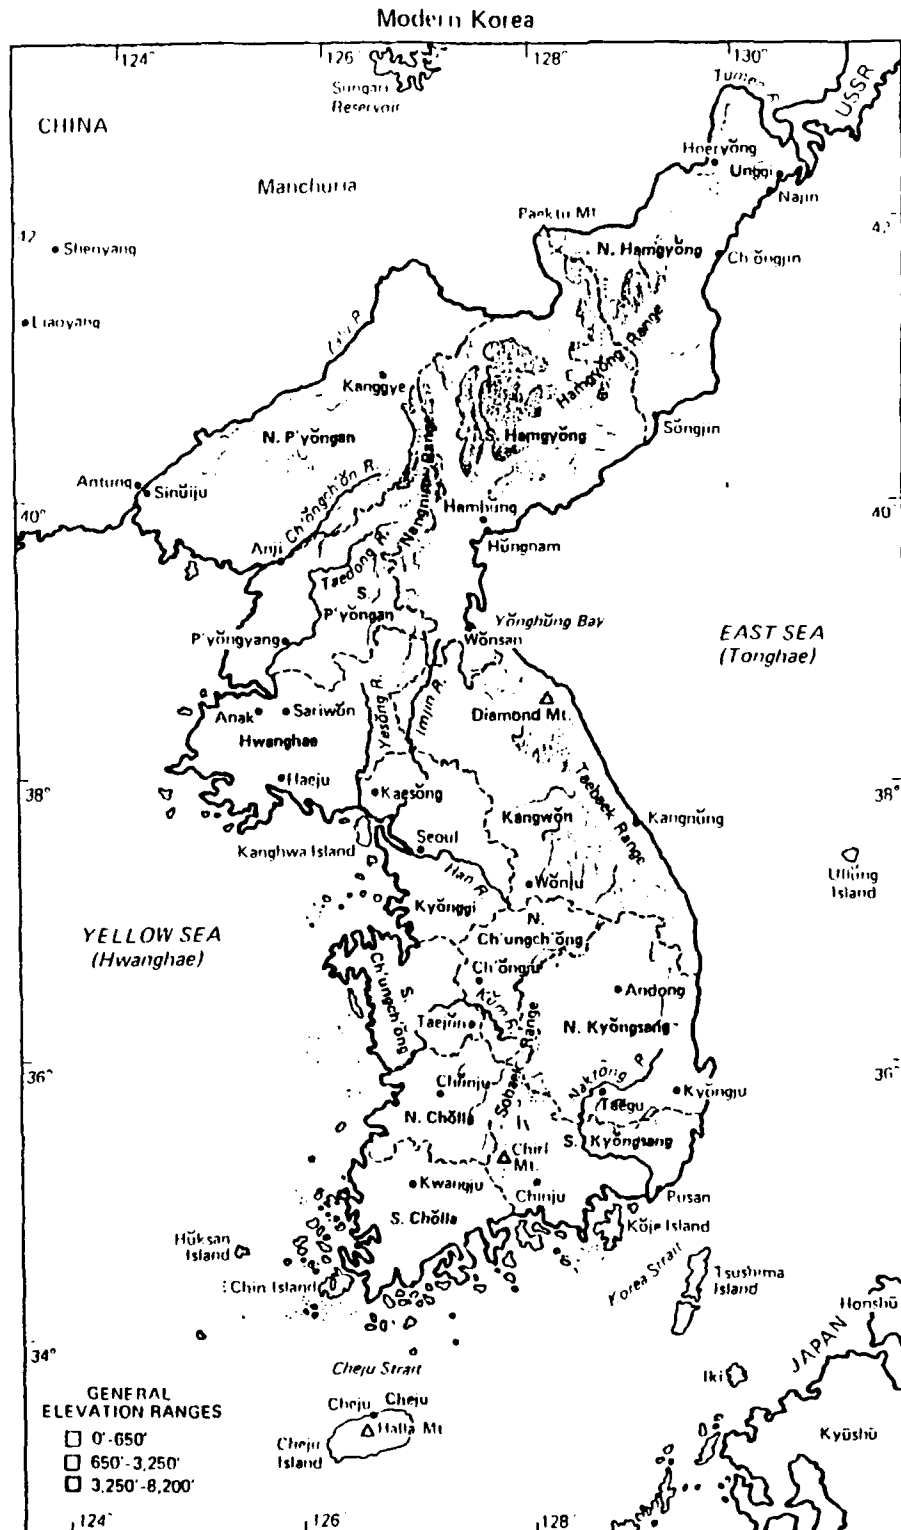 Modern Korea
124°
126°
128°
130°
Sungari
Reservoir
Tumen R.
USSR
CHINA
Hoeryŏng
Unggi
Najin
Manchuria
Paektu Mt.
42°
42°
N. Hamgyŏng
Shenyang
Ch'ŏngjin
Liaoyang
Hamgyŏng Range
Kanggye
Nangnim Range
S. Hamgyŏng
Sŏngjin
N. P'yŏngan
Antung
Sinŭiju
Ch'ŏngch'ŏn R.
40°
40°
Hamhŭng
Hŭngnam
Anju
Taedong R.
S.
P'yŏngan
Yŏnghŭng Bay
P'yŏngyang
Wŏnsan
EAST SEA
(Tonghae)
Yesŏng R.
Imjin R.
Diamond Mt.
Anak
Sariwŏn
Hwanghae
Haeju
38°
38°
Kaesŏng
Taebaek Range
Kangwŏn
Kangnŭng
Seoul
Kanghwa Island
Han R.
Ullŭng
Island
Wŏnju
Kyŏnggi
YELLOW SEA
(Hwanghae)
N.
Ch'ungch'ŏng
Ch'ŏngju
S.
Ch'ungch'ŏng
Kŭm R.
Andong
Taejŏn
N. Kyŏngsang
Sobaek Range
36°
36°
Chŏnju
Naktong R.
Kyŏngju
Taegu
N. Chŏlla
S. Kyŏngsang
Chiri
Mt.
Kwangju
Chinju
Pusan
S. Chŏlla
Kŏje Island
Hŭksan
Island
Chin Island
Korea Strait
Tsushima
Island
Honshū
JAPAN
34°
Cheju Strait
Iki
GENERAL
ELEVATION RANGES
0'-650'
650'-3,250'
3,250'-8,200'
Cheju
Cheju
Halla Mt.
Cheju
Island
Kyūshū
124°
126°
128°